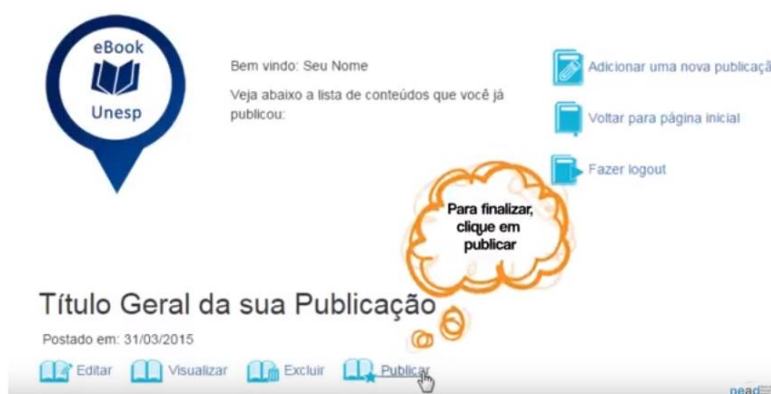 eBook
Unesp
Bem vindo: Seu Nome
Veja abaixo a lista de conteúdos que você já
publicou:
Adicionar uma nova publicaçã
Voltar para página inicial
Fazer logout
Para finalizar,
clique em
publicar
Título Geral da sua Publicação
Postado em: 31/03/2015
Editar Visualizar Excluir Publicar
nead